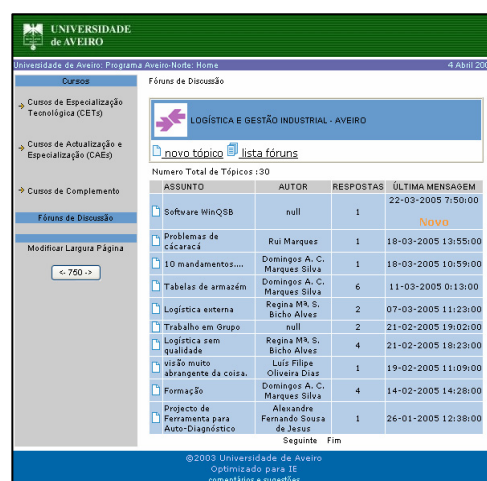 UNIVERSIDADE
de AVEIRO
Universidade de Aveiro: Programa Aveiro-Norte: Home
4 Abril 200
Cursos
Cursos de Especialização
Tecnológica (CETs)
Cursos de Actualização e
Especialização (CAEs)
Cursos de Complemento
Fóruns de Discussão
Modificar Largura Página
<- 750 ->
Fóruns de Discussão
LOGÍSTICA E GESTÃO INDUSTRIAL - AVEIRO
novo tópico lista fóruns
Numero Total de Tópicos :30
ASSUNTO AUTOR RESPOSTAS ÚLTIMA MENSAGEM
Software WinQSB null 1 22-03-2005 7:50:00
Novo
Problemas de
cácaracá Rui Marques 1 18-03-2005 13:55:00
10 mandamentos.... Domingos A. C.
Marques Silva 1 18-03-2005 10:59:00
Tabelas de armazém Domingos A. C.
Marques Silva 6 11-03-2005 0:13:00
Logística externa Regina Mª. S.
Bicho Alves 2 07-03-2005 11:23:00
Trabalho em Grupo null 2 21-02-2005 19:02:00
Logística sem
qualidade Regina Mª. S.
Bicho Alves 4 21-02-2005 18:23:00
visão muito
abrangente da coisa. Luís Filipe
Oliveira Dias 1 19-02-2005 11:09:00
Formação Domingos A. C.
Marques Silva 4 14-02-2005 14:28:00
Projecto de
Ferramenta para
Auto-Diagnóstico Alexandre
Fernando Sousa
de Jesus 1 26-01-2005 12:38:00
Seguinte Fim
©2003 Universidade de Aveiro
Optimizado para IE
comentários e sugestões